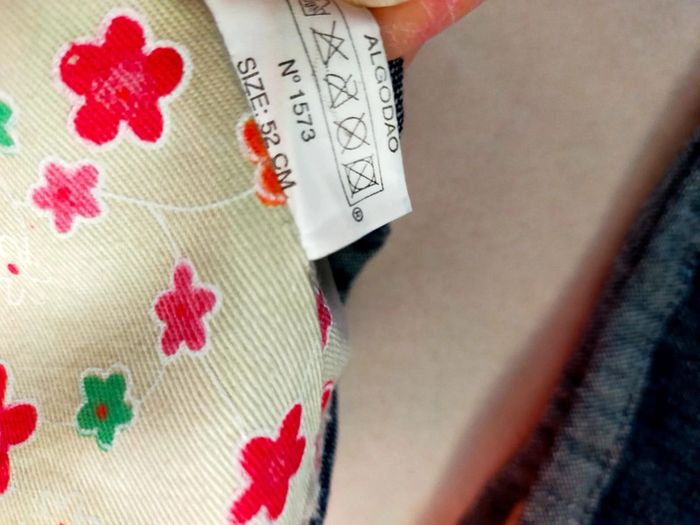 ALGODAO
Nº 1573
SIZE: 52 CM
®